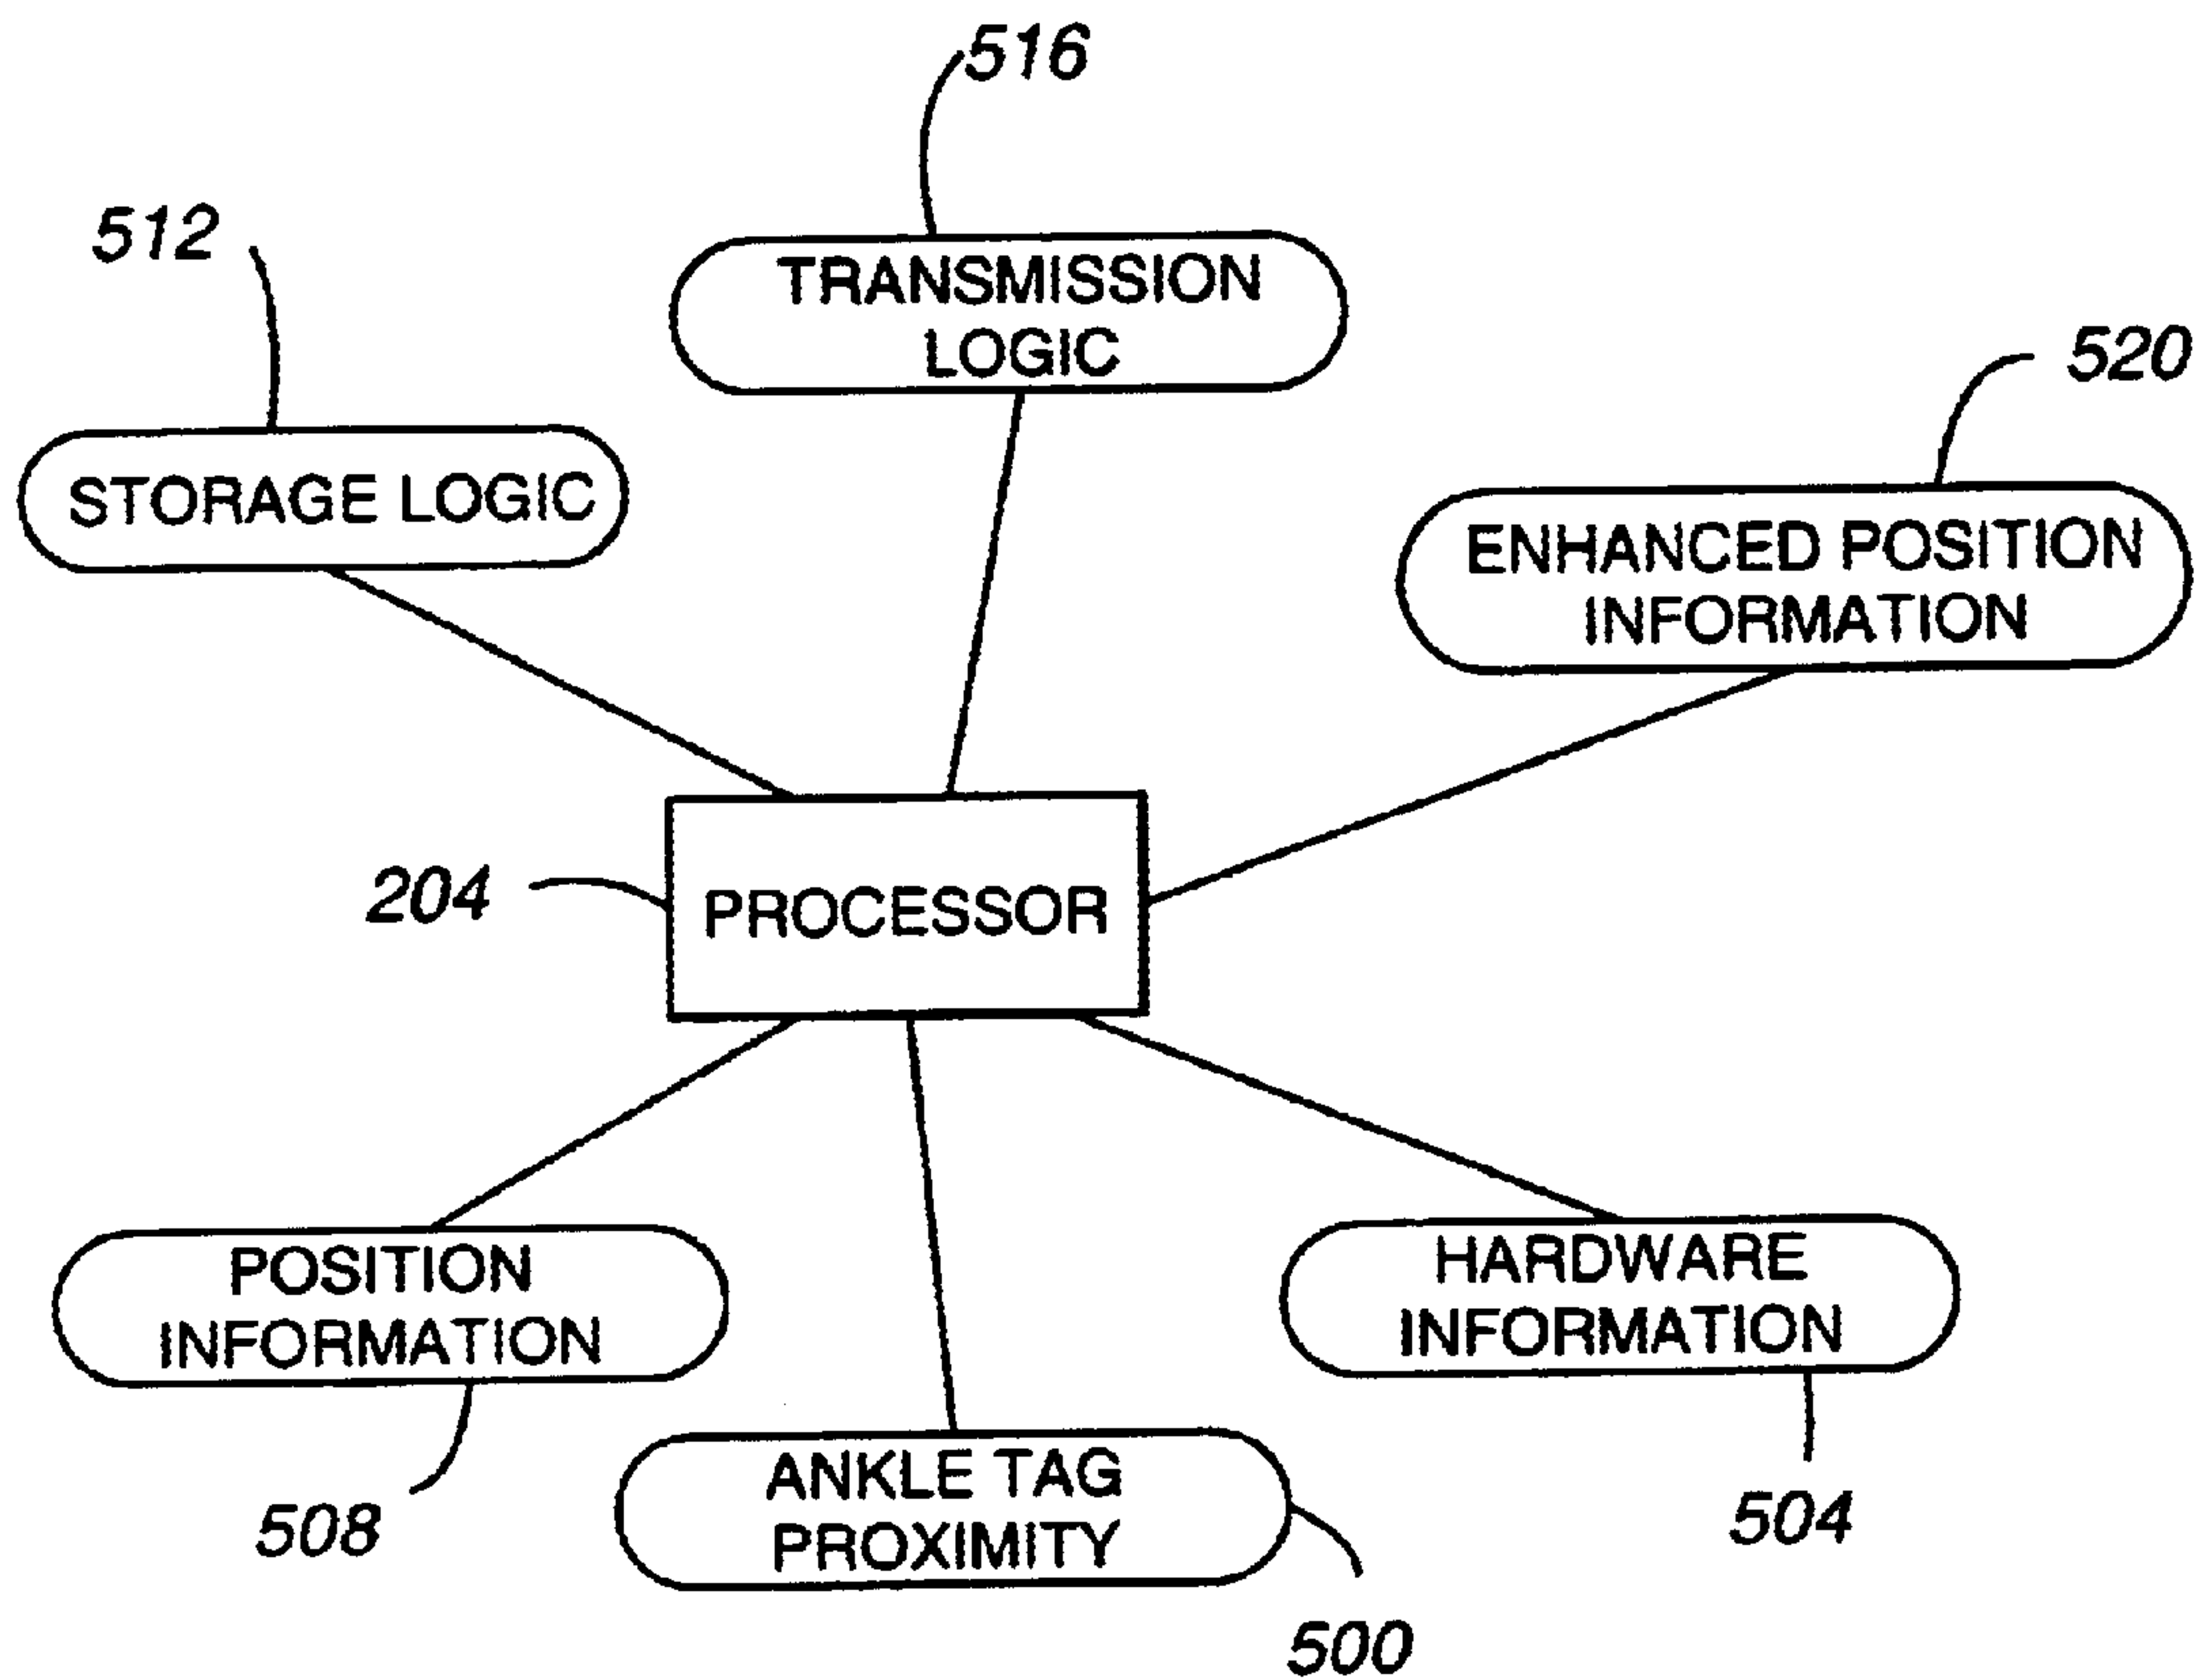 516
512
TRANSMISSION
LOGIC
520
STORAGE LOGIC
ENHANCED POSITION
INFORMATION
204
PROCESSOR
POSITION
INFORMATION
HARDWARE
INFORMATION
508
ANKLE TAG
PROXIMITY
504
500